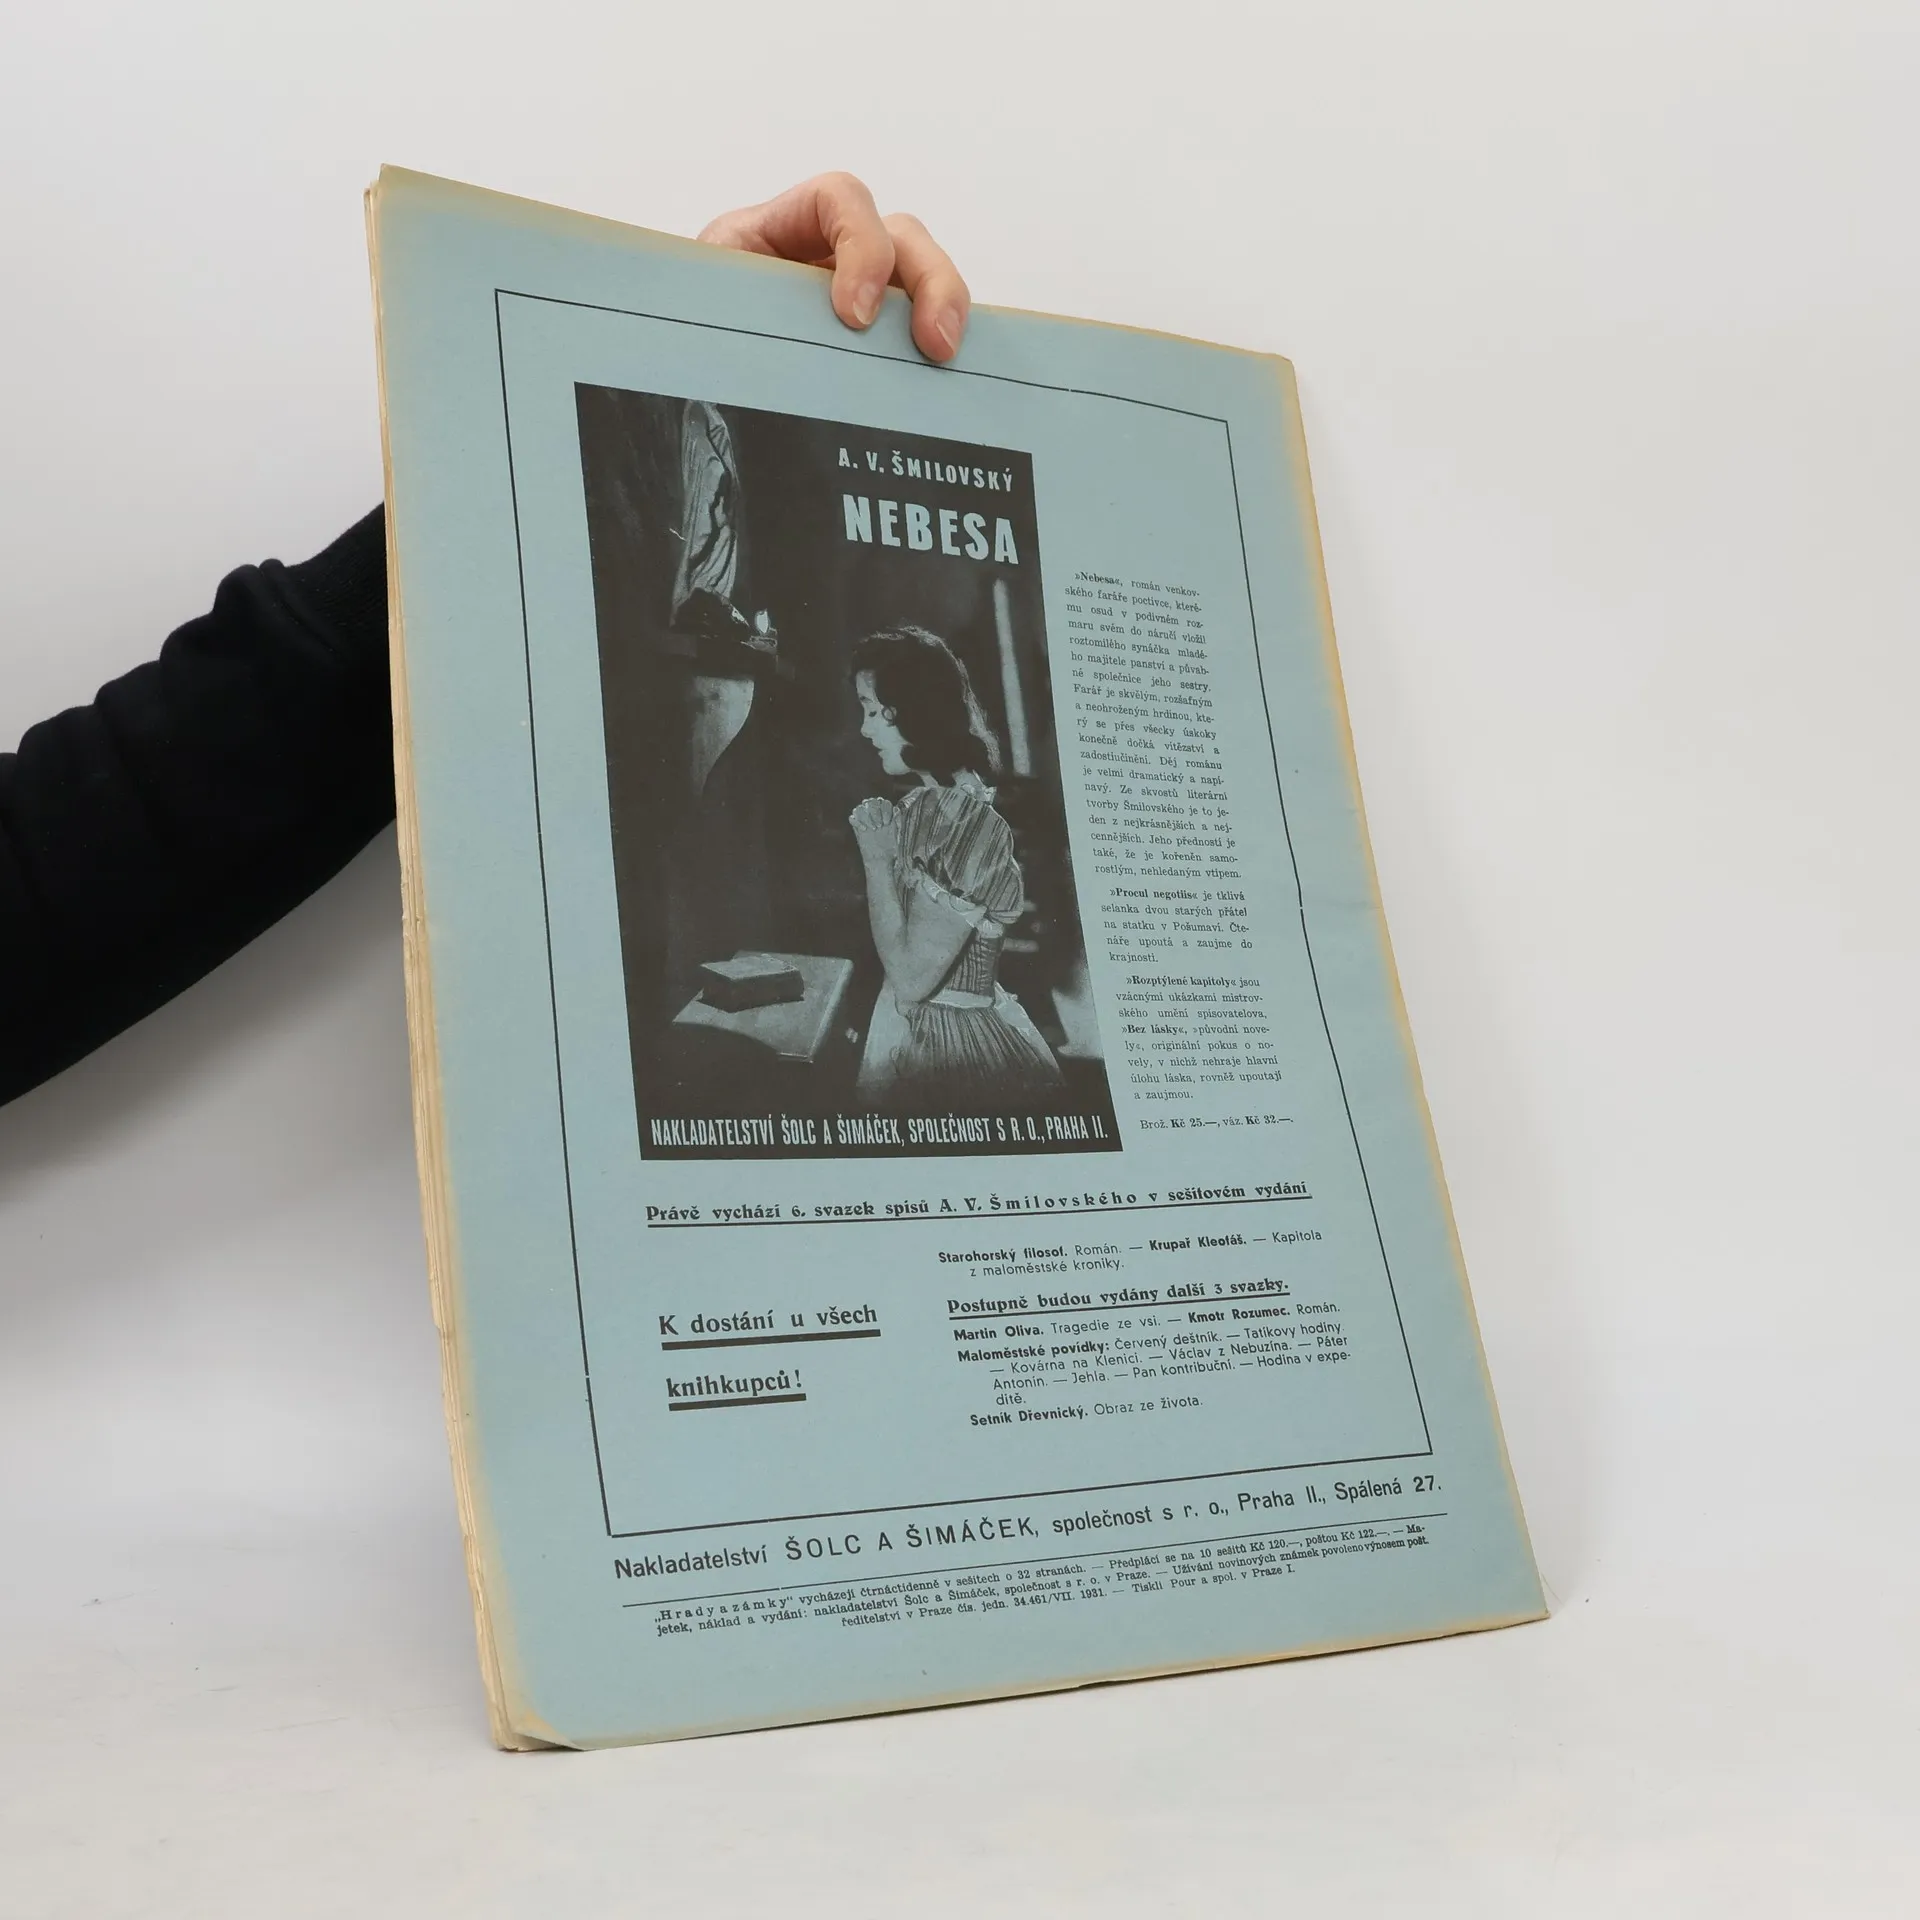 A. V. ŠMILOVSKÝ
NEBESA
NAKLADATELSTVÍ ŠOLC A ŠIMÁČEK, SPOLEČNOST S R. O., PRAHA II.
»Nebesa«, román venkov-
ského faráře poctivce, které-
mu osud v podivném roz-
maru svém do náručí vložil
roztomilého synáčka mladé-
ho majitele panství a půvab-
né společnice jeho sestry.
Farář je skvělým, rozšafným
a neohroženým hrdinou, kte-
rý se přes všecky úskoky
konečně dočká vítězství a
zadostiučinění. Děj románu
je velmi dramatický a napí-
navý. Ze skvostů literární
tvorby Šmilovského je to je-
den z nejkrásnějších a nej-
cennějších. Jeho předností je
také, že je kořeněn samo-
rostlým, nehledaným vtipem.
»Procul negotiis« je tklivá
selanka dvou starých přátel
na statku v Pošumaví. Čte-
náře upoutá a zaujme do
krajnosti.
»Rozptýlené kapitoly« jsou
vzácnými ukázkami mistrov-
ského umění spisovatelova,
»Bez lásky«, »původní nove-
ly«, originální pokus o no-
vely, v nichž nehraje hlavní
úlohu láska, rovněž upoutají
a zaujmou.
Brož. Kč 25.—, váz. Kč 32.—.
Právě vychází 6. svazek spisů A. V. Šmilovského v sešitovém vydání
Starohorský filosof. Román. — Krupař Kleofáš. — Kapitola
z maloměstské kroniky.
K dostání u všech
knihkupců!
Postupně budou vydány další 3 svazky.
Martin Oliva. Tragedie ze vsi. — Kmotr Rozumec. Román.
Maloměstské povídky: Červený deštník. — Tatíkovy hodiny.
— Kovárna na Klenici. — Václav z Nebuzína. — Páter
Antonín. — Jehla. — Pan kontribuční. — Hodina v expe-
ditě.
Setník Dřevnický. Obraz ze života.
Nakladatelství ŠOLC A ŠIMÁČEK, společnost s r. o., Praha II., Spálená 27.
„Hrady a zámky" vycházejí čtrnáctidenně v sešitech o 32 stranách. — Předplácí se na 10 sešitů Kč 120.—, poštou Kč 122.—. — Ma-
jetek, náklad a vydání: nakladatelství Šolc a Šimáček, společnost s r. o. v Praze. — Užívání novinových známek povoleno výnosem pošt.
ředitelství v Praze čís. jedn. 34.461/VII. 1931. — Tiskli Pour a spol. v Praze I.